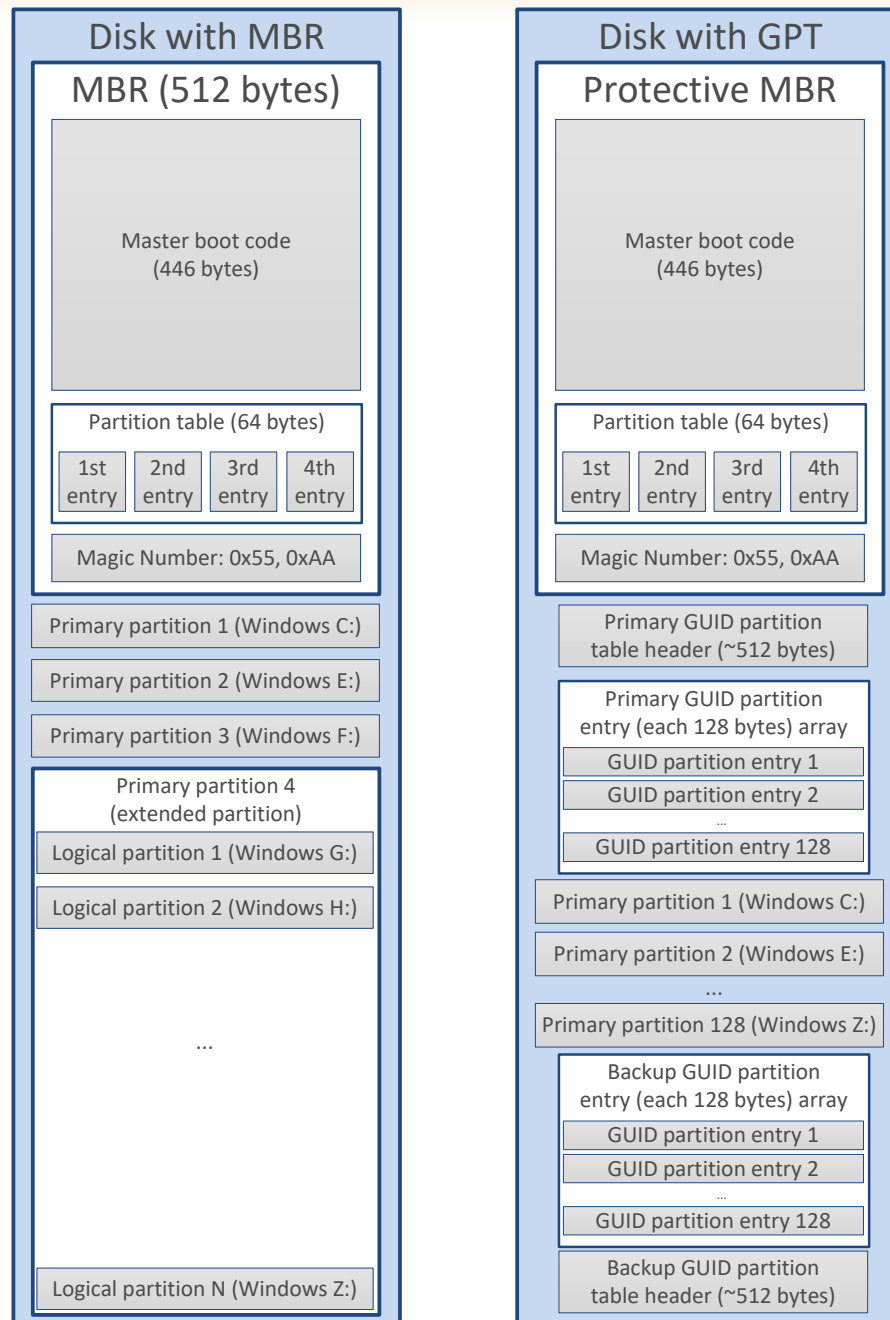 Disk with MBR
MBR (512 bytes)
Master boot code
(446 bytes)
Partition table (64 bytes)
1st
entry
2nd
entry
3rd
entry
4th
entry
Magic Number: 0x55, 0xAA
Primary partition 1 (Windows C:)
Primary partition 2 (Windows E:)
Primary partition 3 (Windows F:)
Primary partition 4
(extended partition)
Logical partition 1 (Windows G:)
Logical partition 2 (Windows H:)
...
Logical partition N (Windows Z:)
Disk with GPT
Protective MBR
Master boot code
(446 bytes)
Partition table (64 bytes)
1st
entry
2nd
entry
3rd
entry
4th
entry
Magic Number: 0x55, 0xAA
Primary GUID partition
table header (~512 bytes)
Primary GUID partition
entry (each 128 bytes) array
GUID partition entry 1
GUID partition entry 2
...
GUID partition entry 128
Primary partition 1 (Windows C:)
Primary partition 2 (Windows E:)
...
Primary partition 128 (Windows Z:)
Backup GUID partition
entry (each 128 bytes) array
GUID partition entry 1
GUID partition entry 2
...
GUID partition entry 128
Backup GUID partition
table header (~512 bytes)